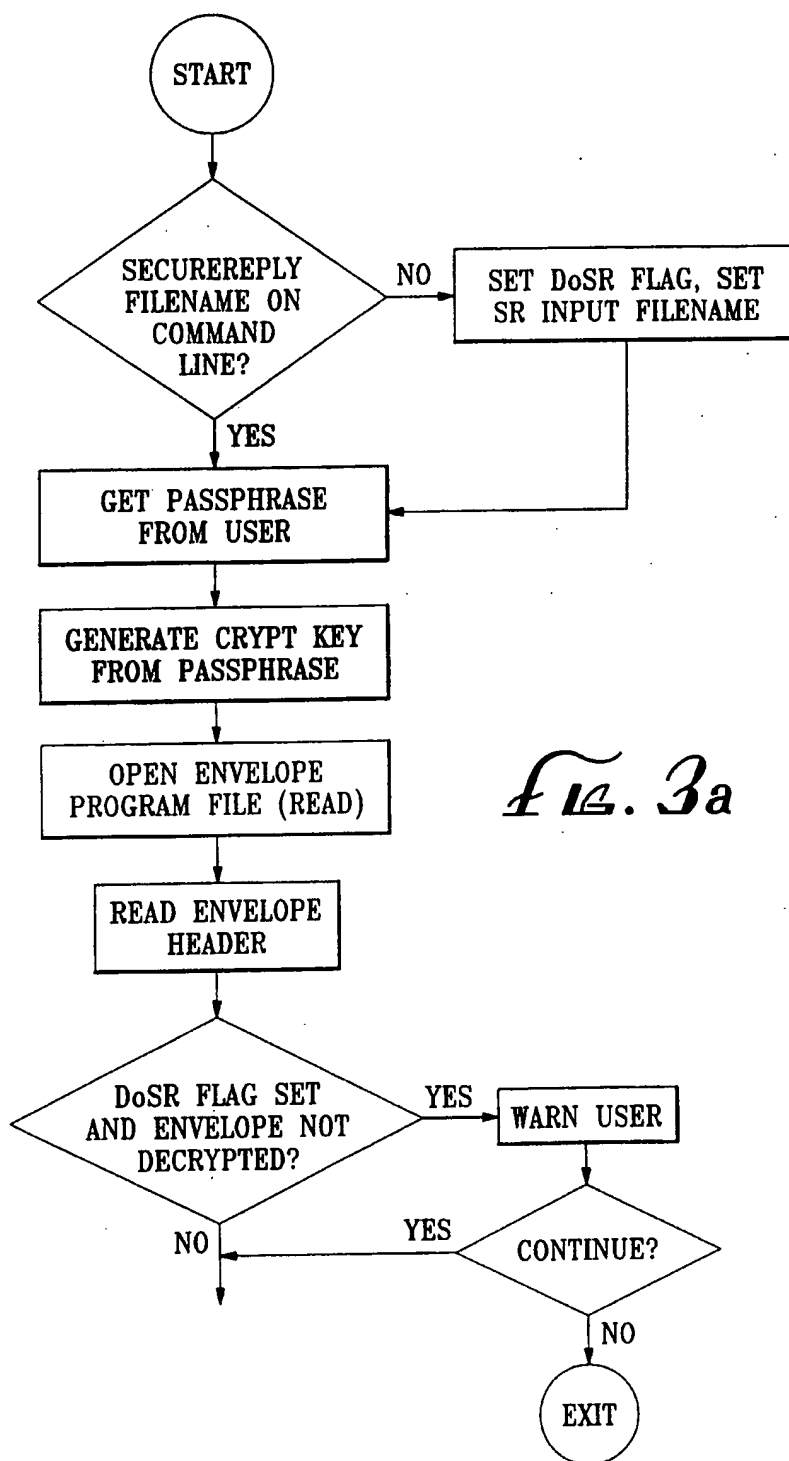 START
SECUREREPLY
FILENAME ON
COMMAND
LINE?
NO
SET DoSR FLAG, SET
SR INPUT FILENAME
YES
GET PASSPHRASE
FROM USER
GENERATE CRYPT KEY
FROM PASSPHRASE
OPEN ENVELOPE
PROGRAM FILE (READ)
FIG. 3a
READ ENVELOPE
HEADER
DoSR FLAG SET
AND ENVELOPE NOT
DECRYPTED?
YES
WARN USER
NO
YES
CONTINUE?
NO
EXIT